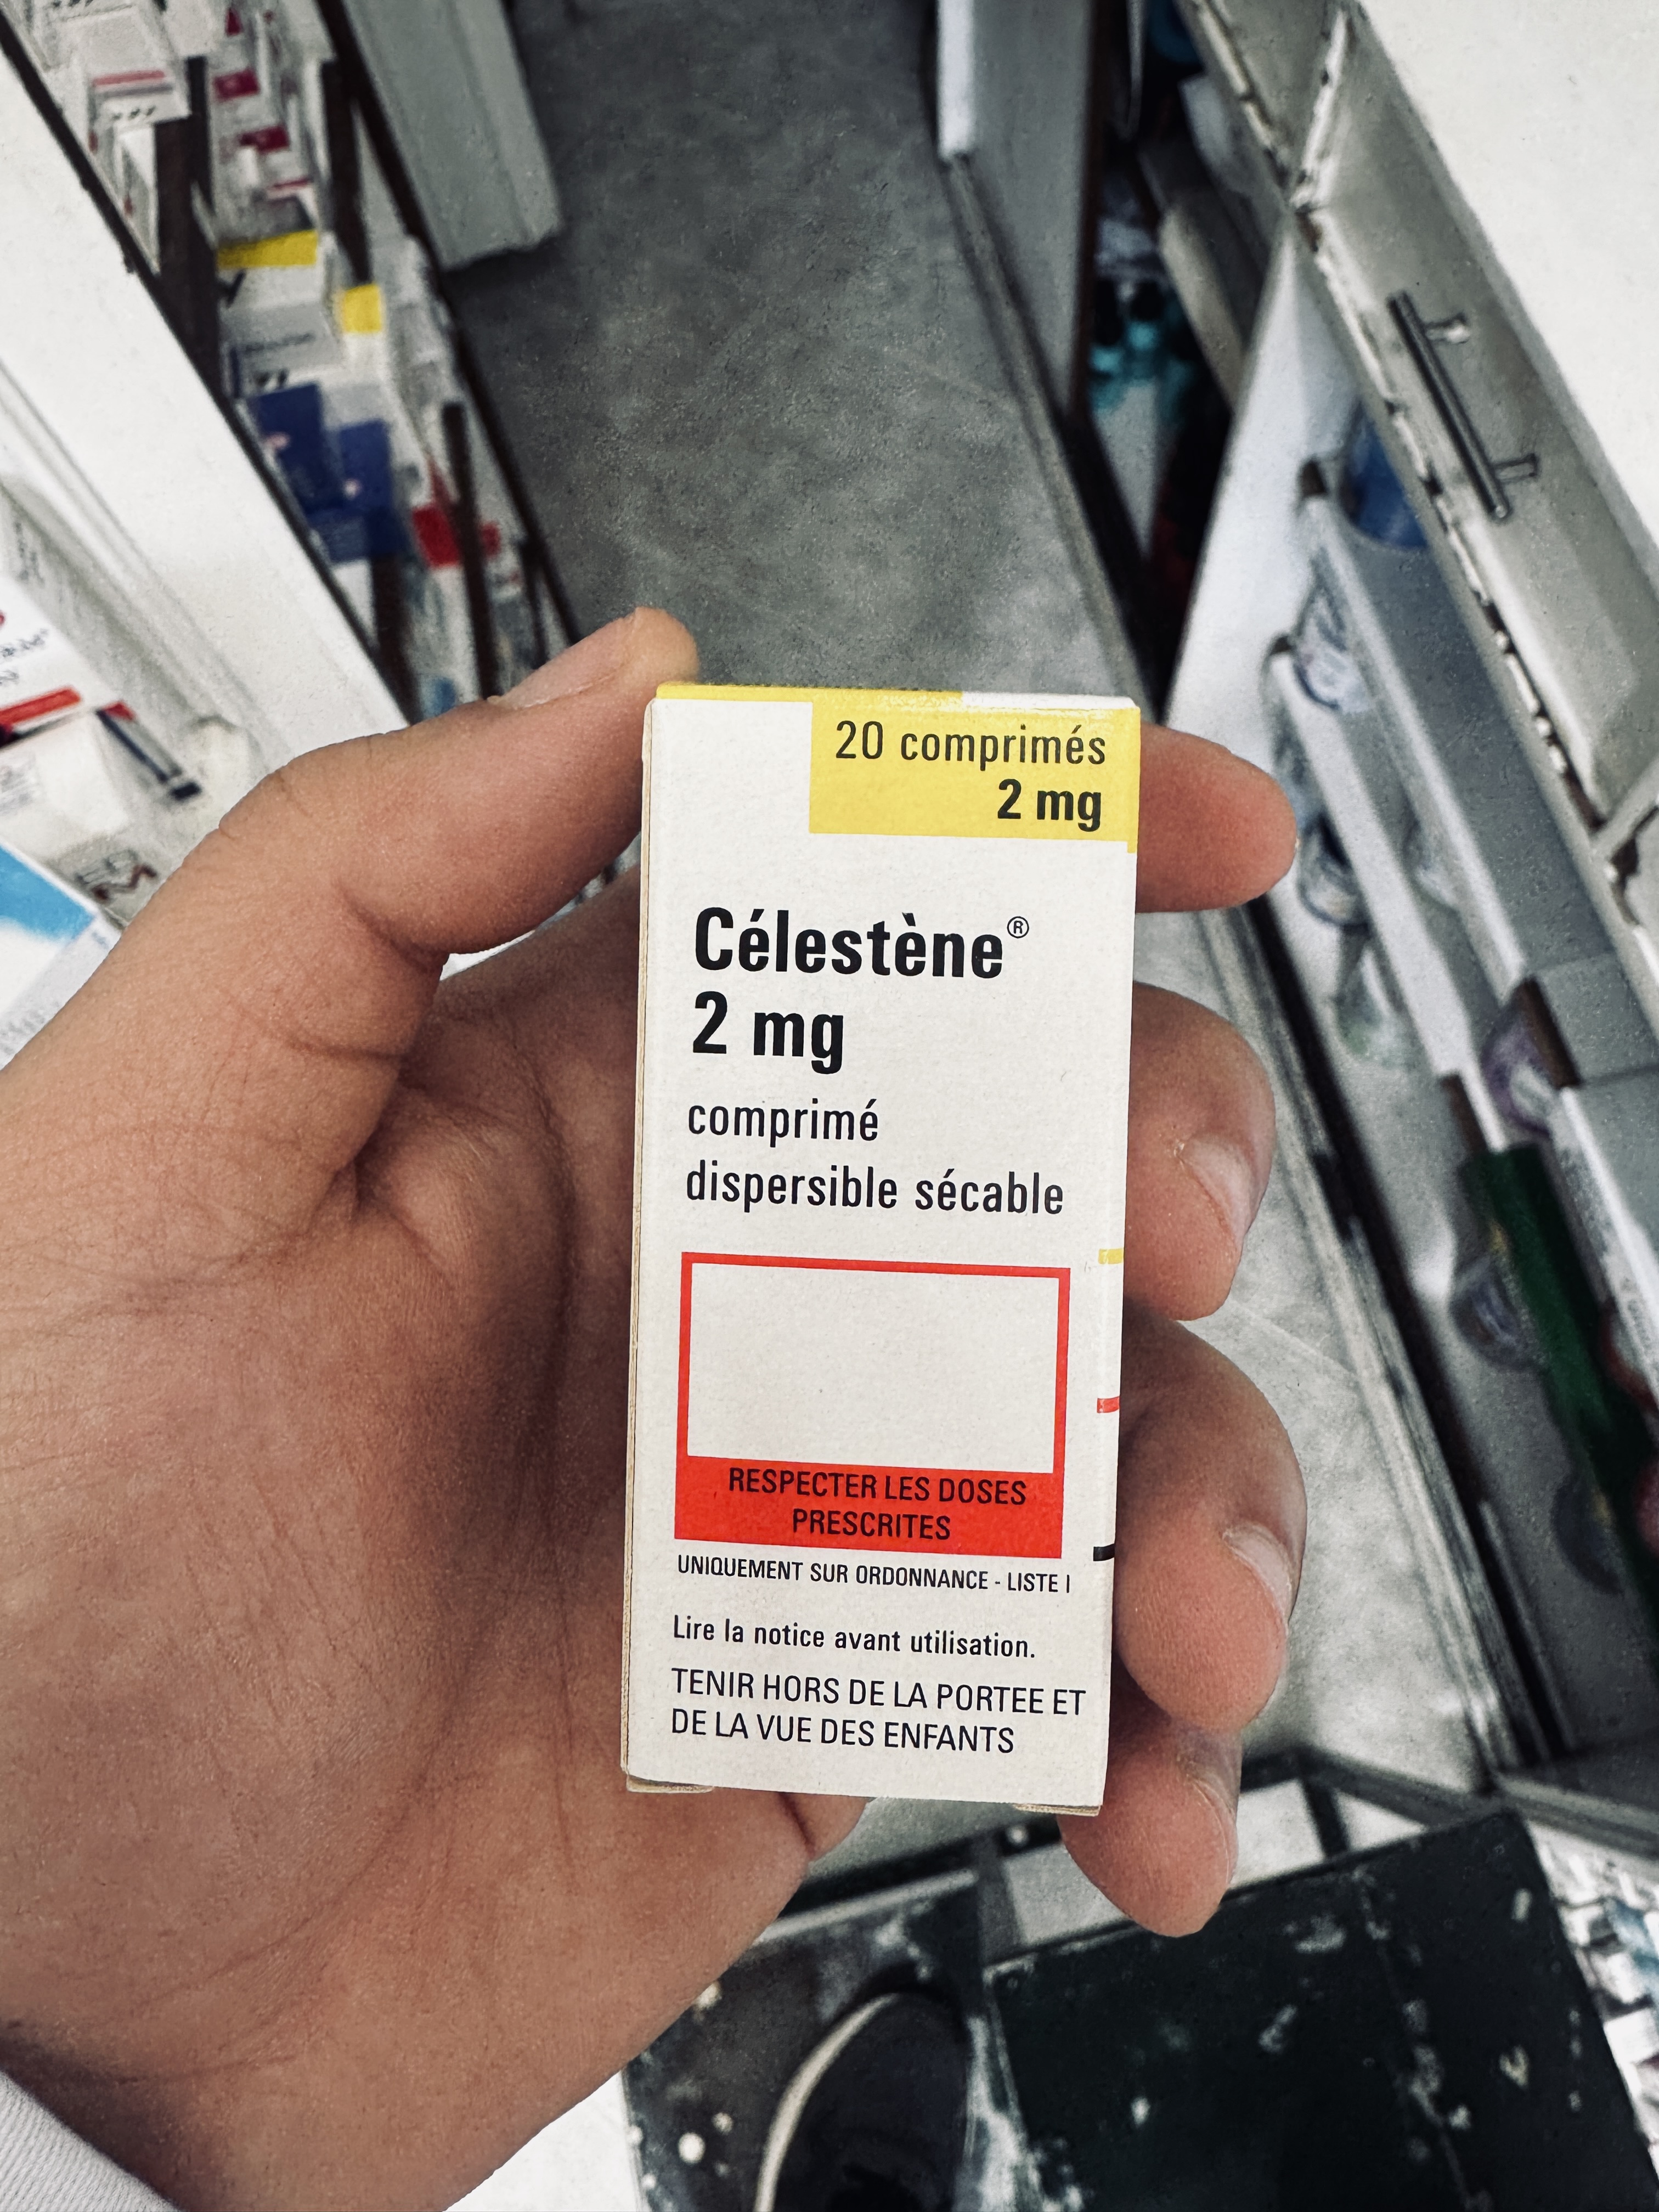 20 comprimés
2 mg
Célestène®
2 mg
comprimé
dispersible sécable
RESPECTER LES DOSES
PRESCRITES
UNIQUEMENT SUR ORDONNANCE - LISTE I
Lire la notice avant utilisation.
TENIR HORS DE LA PORTEE ET
DE LA VUE DES ENFANTS